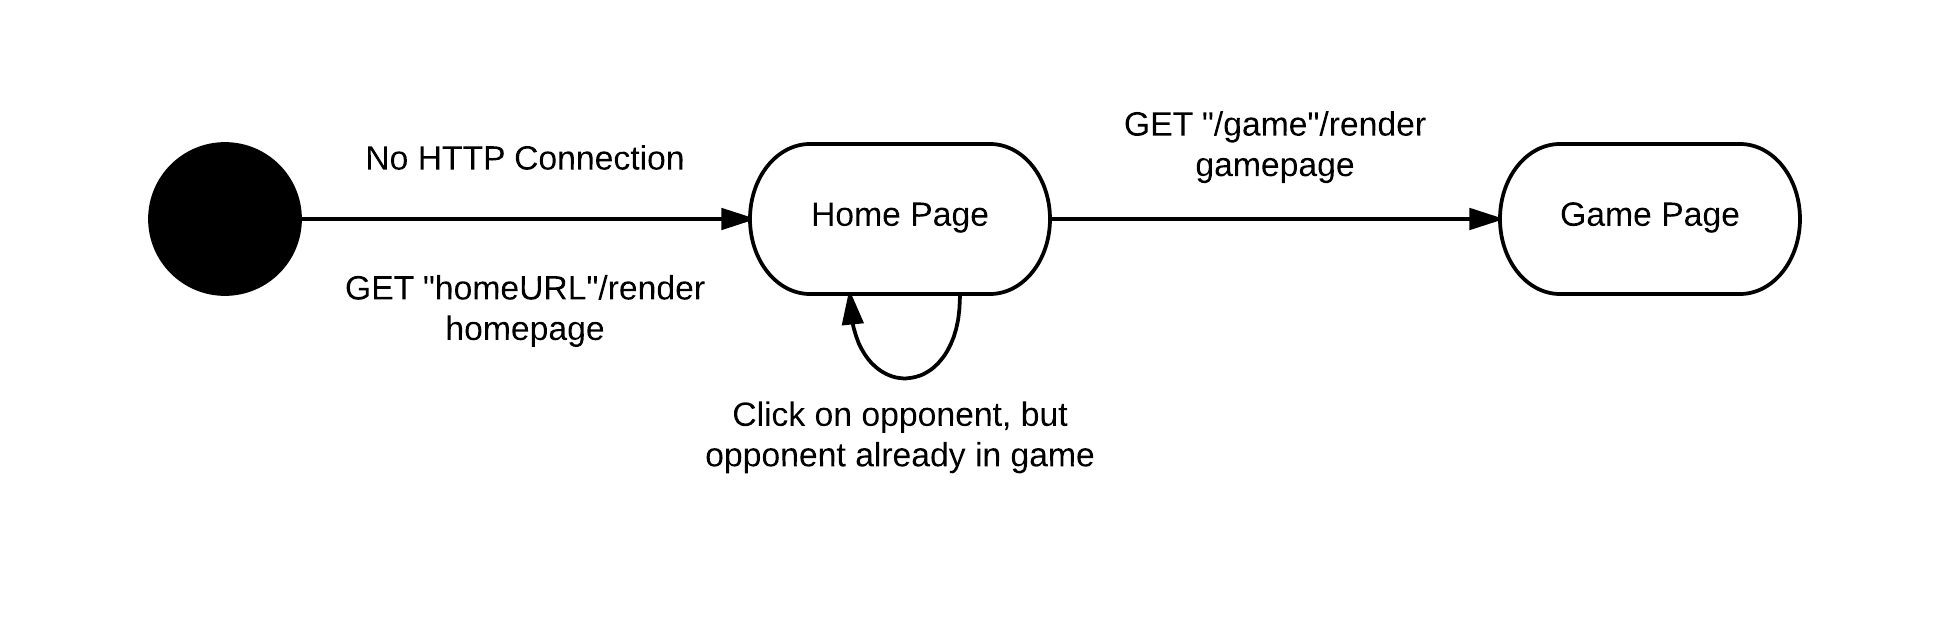 No HTTP Connection
GET "homeURL"/render
homepage
Home Page
Click on opponent, but
opponent already in game
GET "/game"/render
gamepage
Game Page